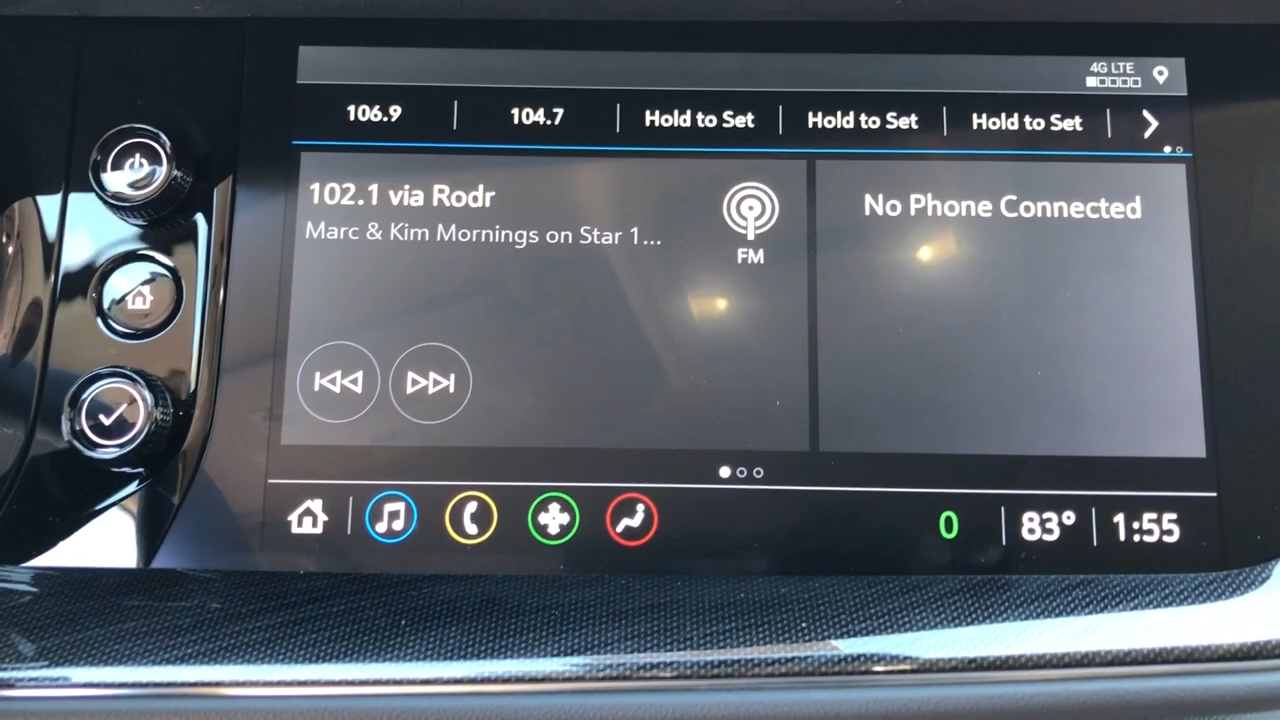 4G LTE
106.9
104.7
Hold to Set
Hold to Set
Hold to Set
102.1 via Rodr
Marc & Kim Mornings on Star 1...
FM
No Phone Connected
0
83°
1:55